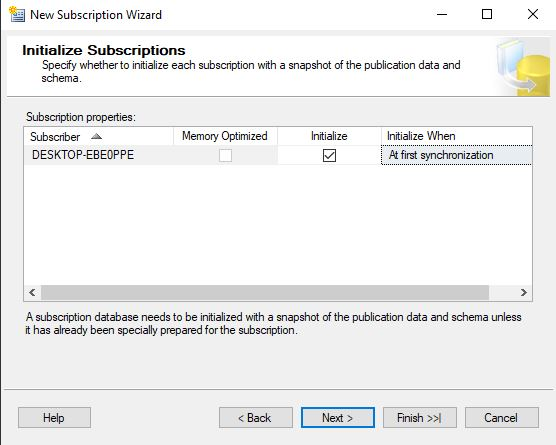 New Subscription Wizard
Initialize Subscriptions
Specify whether to initialize each subscription with a snapshot of the publication data and
schema.
Subscription properties:
Subscriber Memory Optimized Initialize Initialize When
DESKTOP-EBE0PPE At first synchronization
A subscription database needs to be initialized with a snapshot of the publication data and schema unless
it has already been specially prepared for the subscription.
Help < Back Next > Finish >>| Cancel